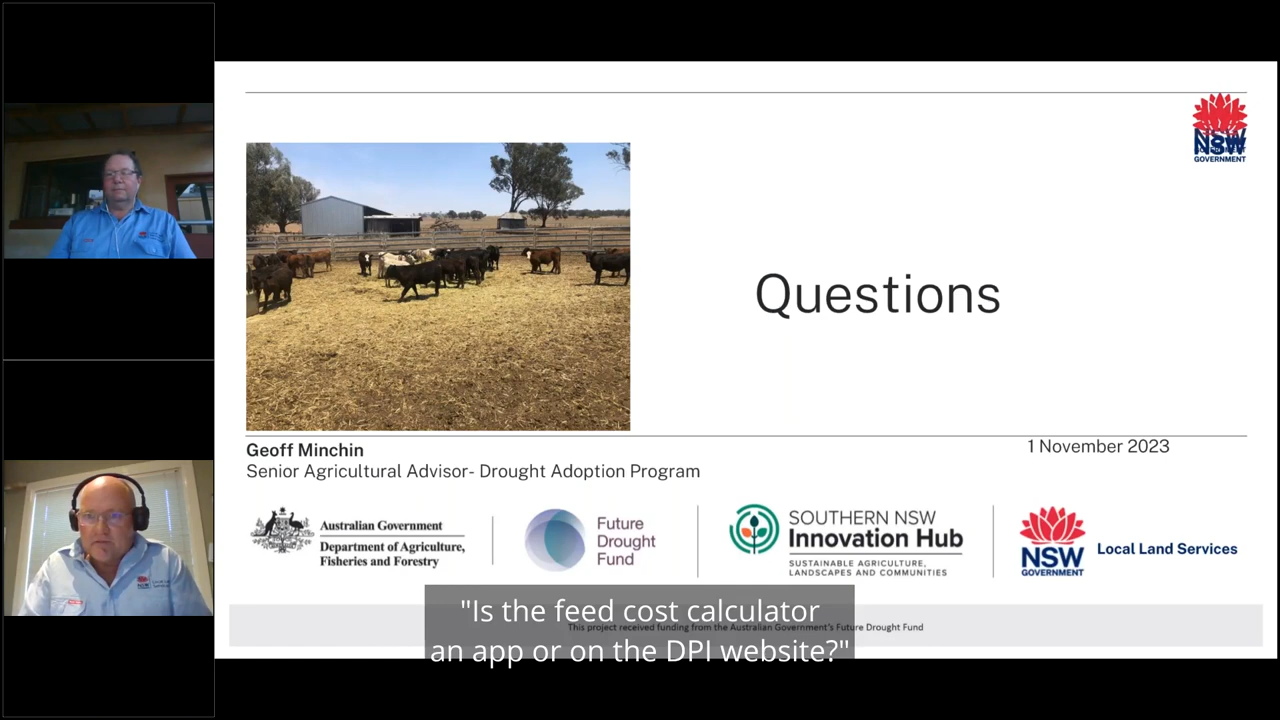 NSW
GOVERNMENT
Questions
Geoff Minchin
1 November 2023
Senior Agricultural Advisor- Drought Adoption Program
Australian Government
Department of Agriculture,
Fisheries and Forestry
Future
Drought
Fund
SOUTHERN NSW
Innovation Hub
SUSTAINABLE AGRICULTURE,
LANDSCAPES AND COMMUNITIES
NSW
GOVERNMENT
Local Land Services
This project received funding from the Australian Government's Future Drought Fund
"Is the feed cost calculator
an app or on the DPI website?"